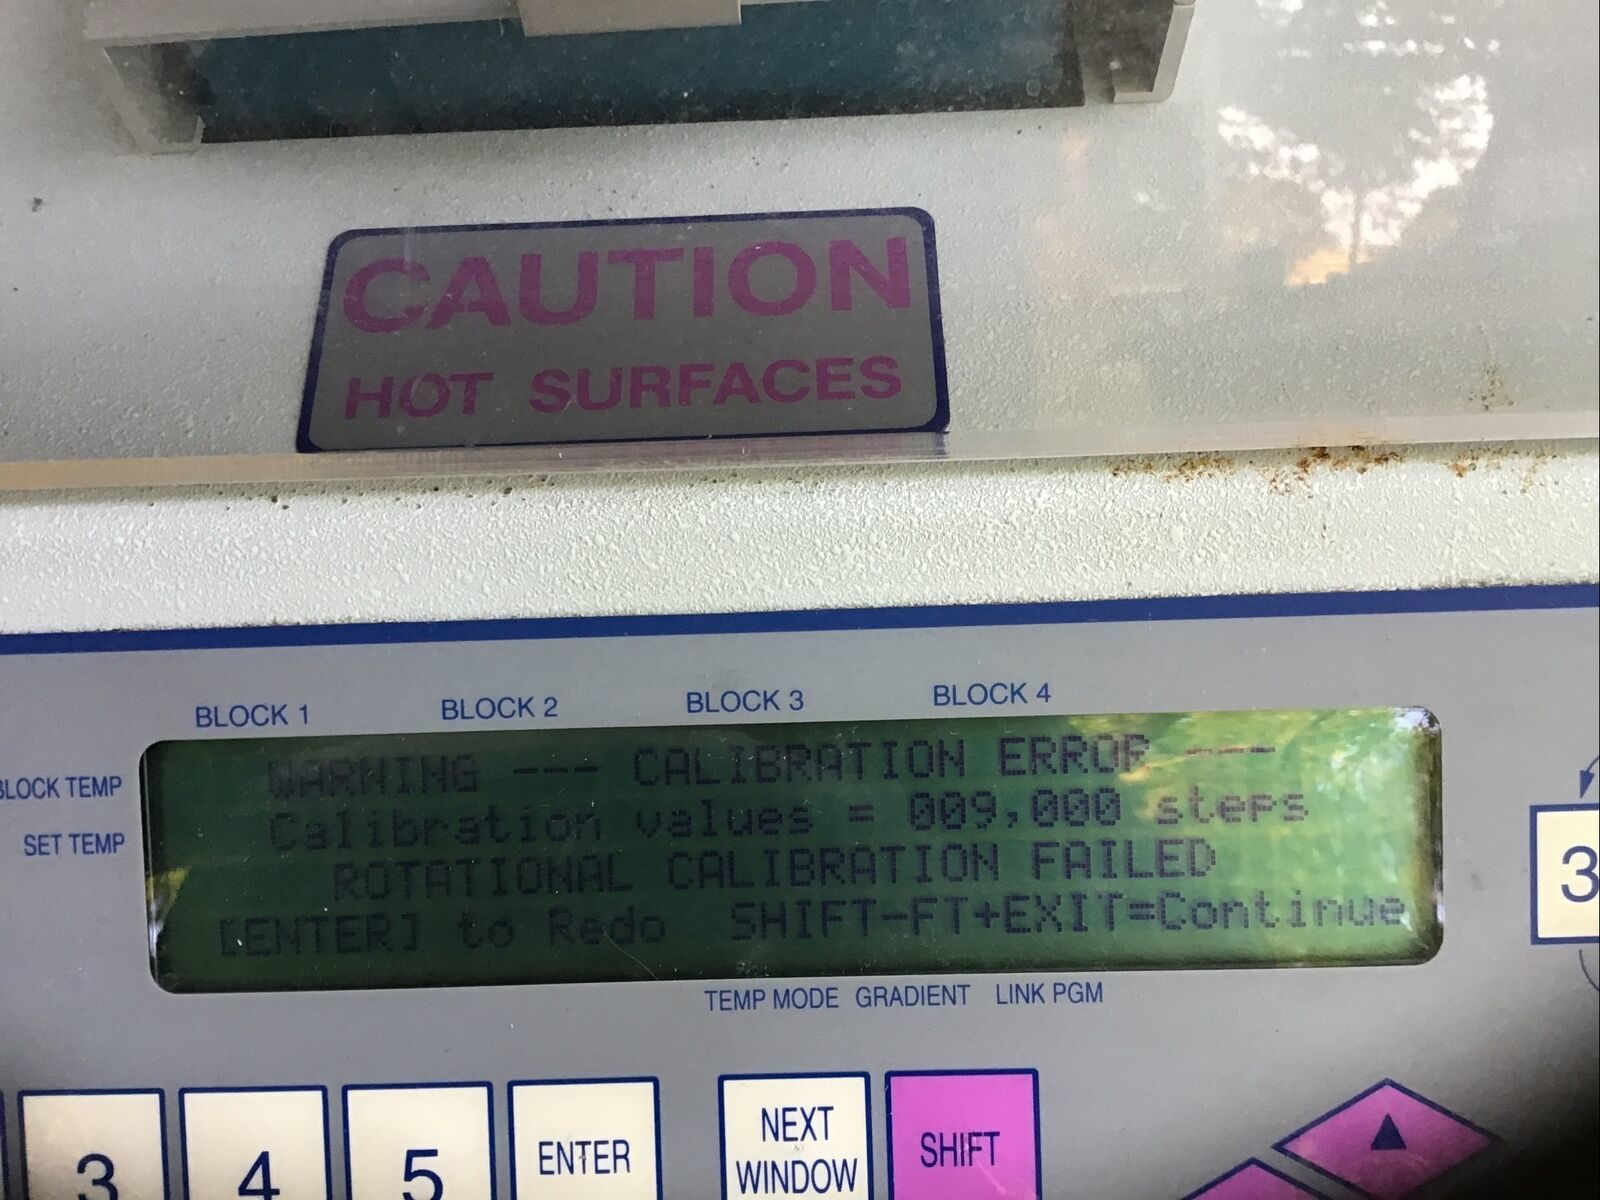 CAUTION
HOT SURFACES
BLOCK 1 BLOCK 2 BLOCK 3 BLOCK 4
BLOCK TEMP
SET TEMP
WARNING --- CALIBRATION ERROR ---
Calibration values = 009,000 steps
ROTATIONAL CALIBRATION FAILED
[ENTER] to Redo SHIFT-FT+EXIT=Continue
TEMP MODE GRADIENT LINK PGM
3
3 4 5 ENTER NEXT WINDOW SHIFT